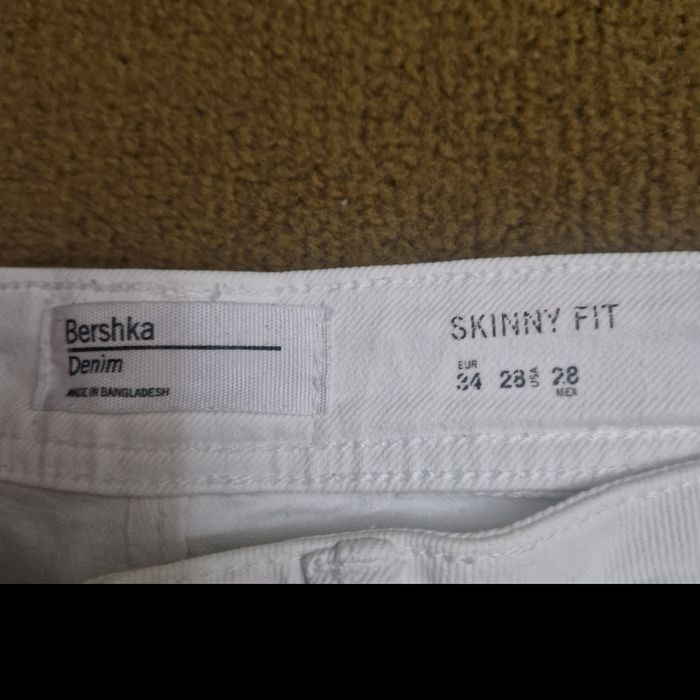 Bershka
Denim
MADE IN BANGLADESH
SKINNY FIT
EUR
34 28 USA 28
MEX